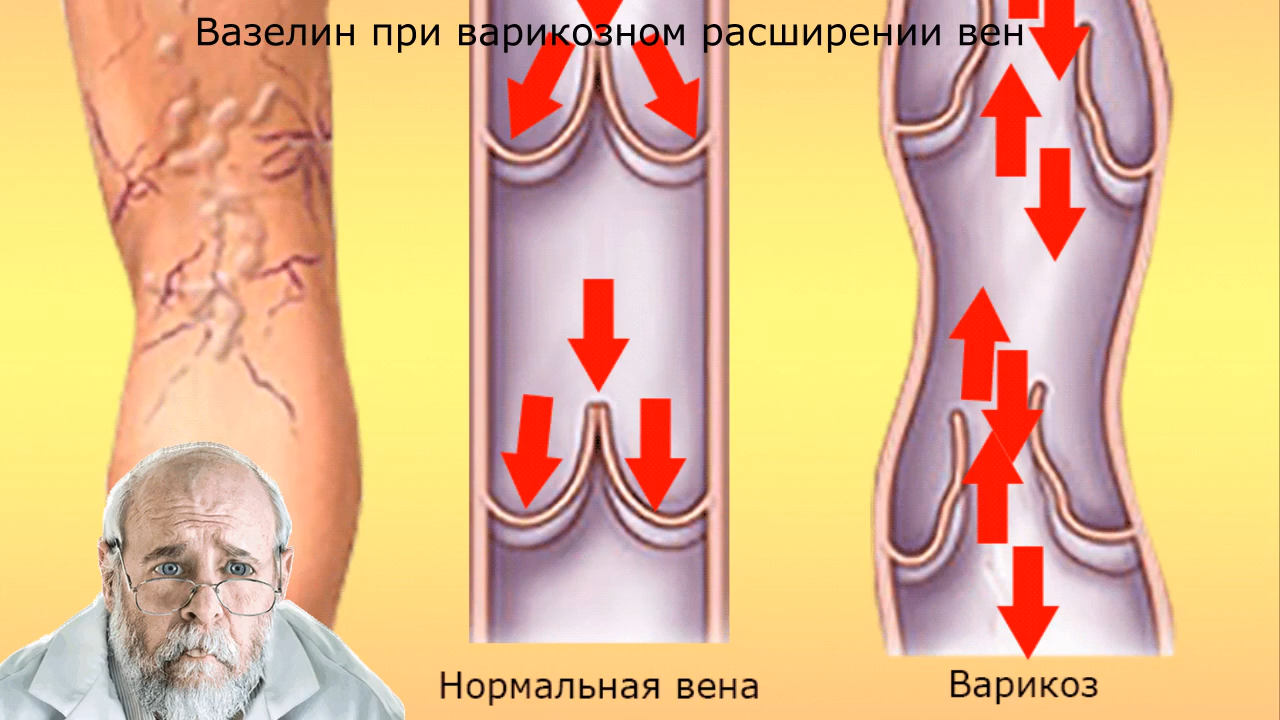 Вазелин при варикозном расширении вен
Нормальная вена
Варикоз